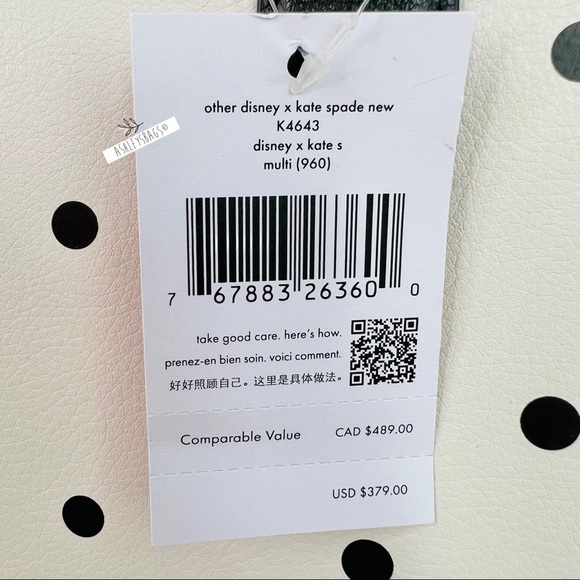 other disney x kate spade new
K4643
disney x kate s
multi (960)
ASHLEYSBAGS©
7 67883 26360 0
take good care. here's how.
prenez-en bien soin. voici comment.
好好照顾自己。这里是具体做法。
Comparable Value CAD $489.00
USD $379.00